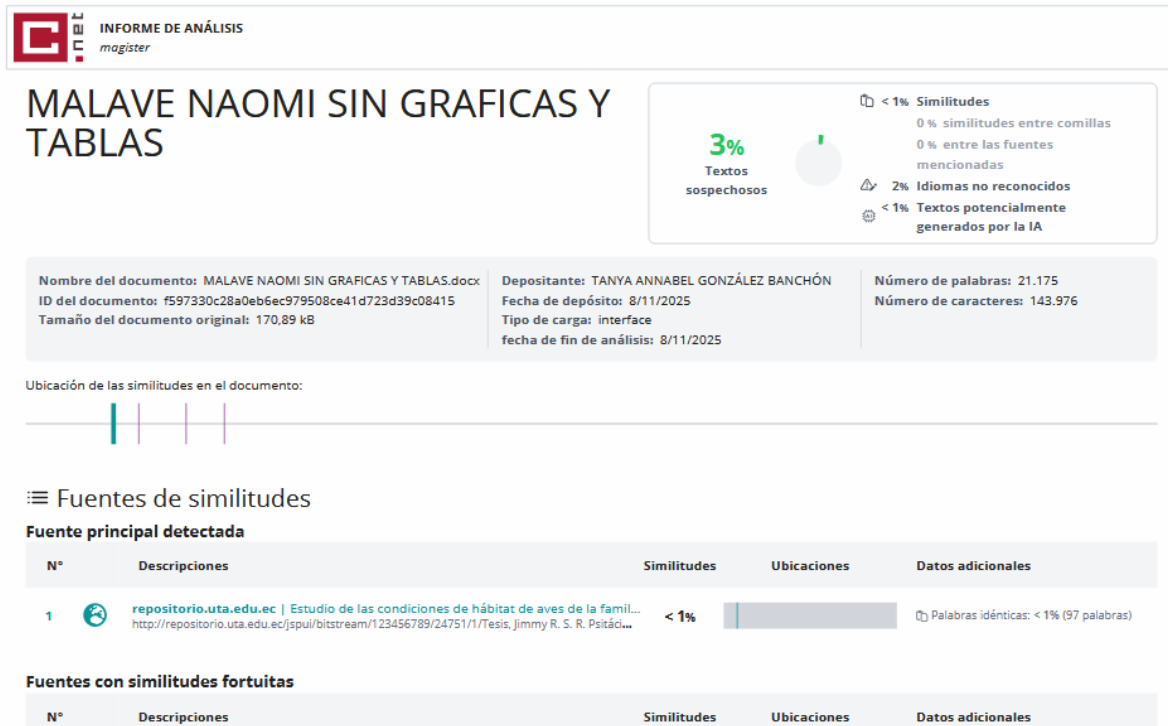 C .net
INFORME DE ANÁLISIS
magister
MALAVE NAOMI SIN GRAFICAS Y
TABLAS
3%
Textos
sospechosos
< 1% Similitudes
0 % similitudes entre comillas
0 % entre las fuentes
mencionadas
2% Idiomas no reconocidos
< 1% Textos potencialmente
generados por la IA
Nombre del documento: MALAVE NAOMI SIN GRAFICAS Y TABLAS.docx
ID del documento: f597330c28a0eb6ec979508ce41d723d39c08415
Tamaño del documento original: 170,89 kB
Depositante: TANYA ANNABEL GONZÁLEZ BANCHÓN
Fecha de depósito: 8/11/2025
Tipo de carga: interface
fecha de fin de análisis: 8/11/2025
Número de palabras: 21.175
Número de caracteres: 143.976
Ubicación de las similitudes en el documento:
Fuentes de similitudes
Fuente principal detectada
N° Descripciones Similitudes Ubicaciones Datos adicionales
1 repositorio.uta.edu.ec | Estudio de las condiciones de hábitat de aves de la famil... < 1% Palabras idénticas: < 1% (97 palabras)
http://repositorio.uta.edu.ec/jspui/bitstream/123456789/24751/1/Tesis, Jimmy R. S. R. Psitáci...
Fuentes con similitudes fortuitas
N° Descripciones Similitudes Ubicaciones Datos adicionales